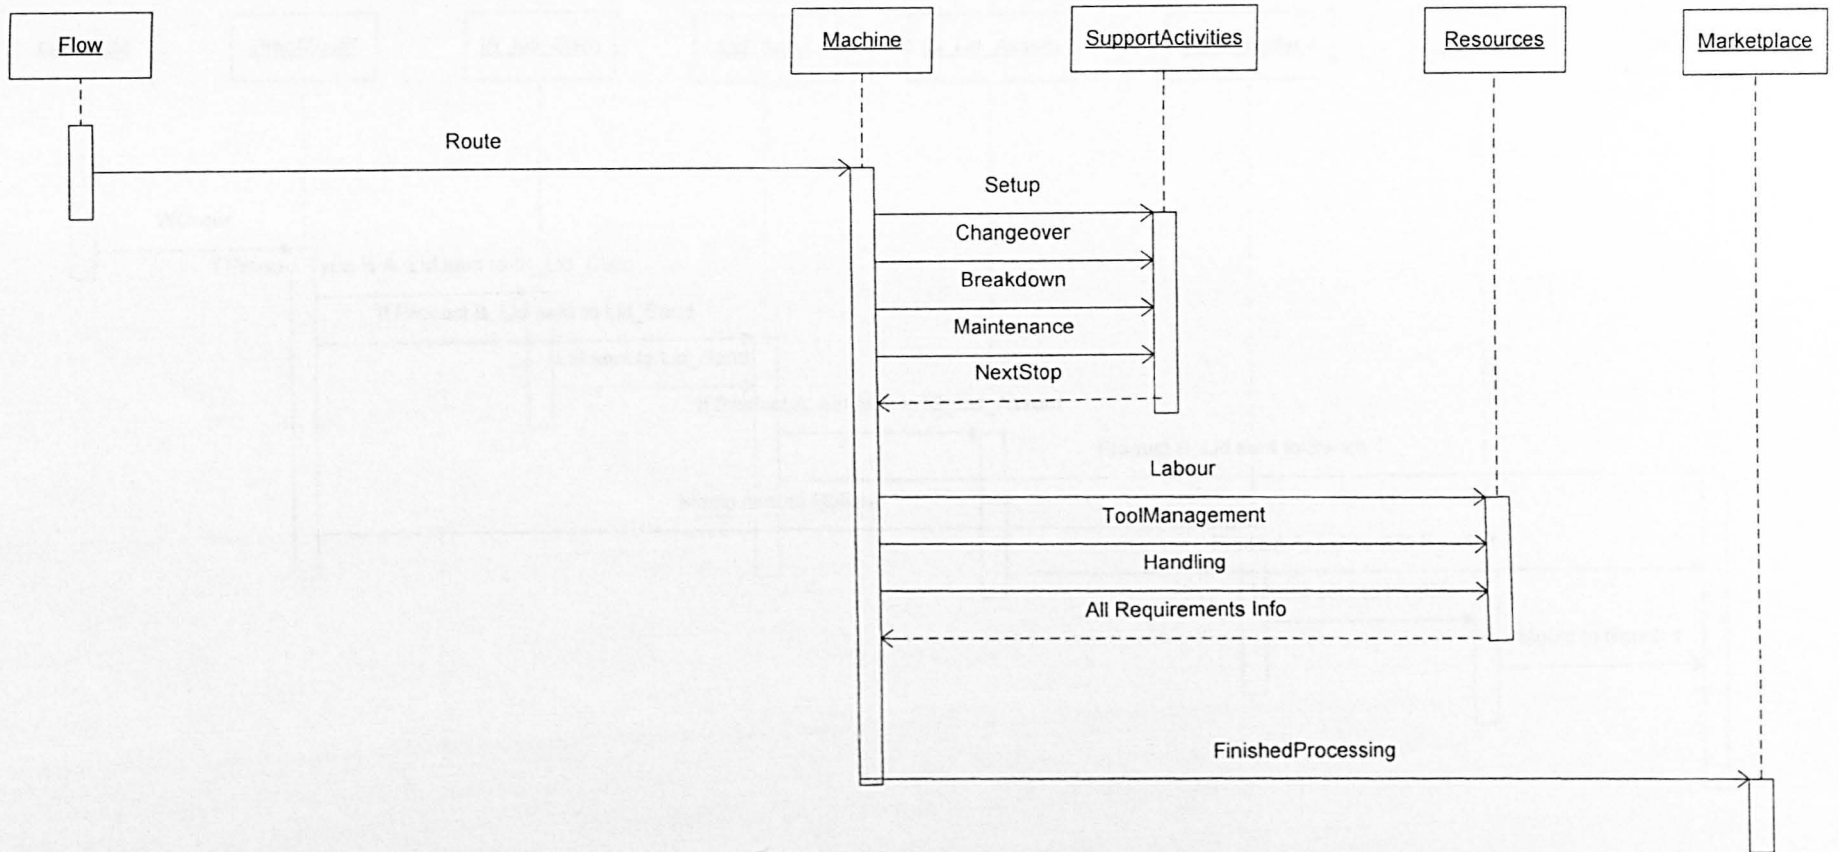 Flow
Machine
SupportActivities
Resources
Marketplace
Route
Setup
Changeover
Breakdown
Maintenance
NextStop
Labour
ToolManagement
Handling
All Requirements Info
FinishedProcessing